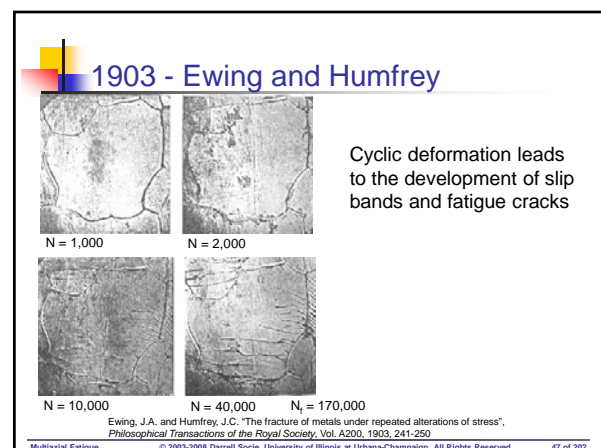 1903 - Ewing and Humfrey
Cyclic deformation leads
to the development of slip
bands and fatigue cracks
N = 1,000
N = 2,000
N = 10,000
N = 40,000
N_f = 170,000
Ewing, J.A. and Humfrey, J.C. “The fracture of metals under repeated alterations of stress”,
Philosophical Transactions of the Royal Society, Vol. A200, 1903, 241-250
Multiaxial Fatigue © 2003-2008 Darrell Socie, University of Illinois at Urbana-Champaign, All Rights Reserved 47 of 202